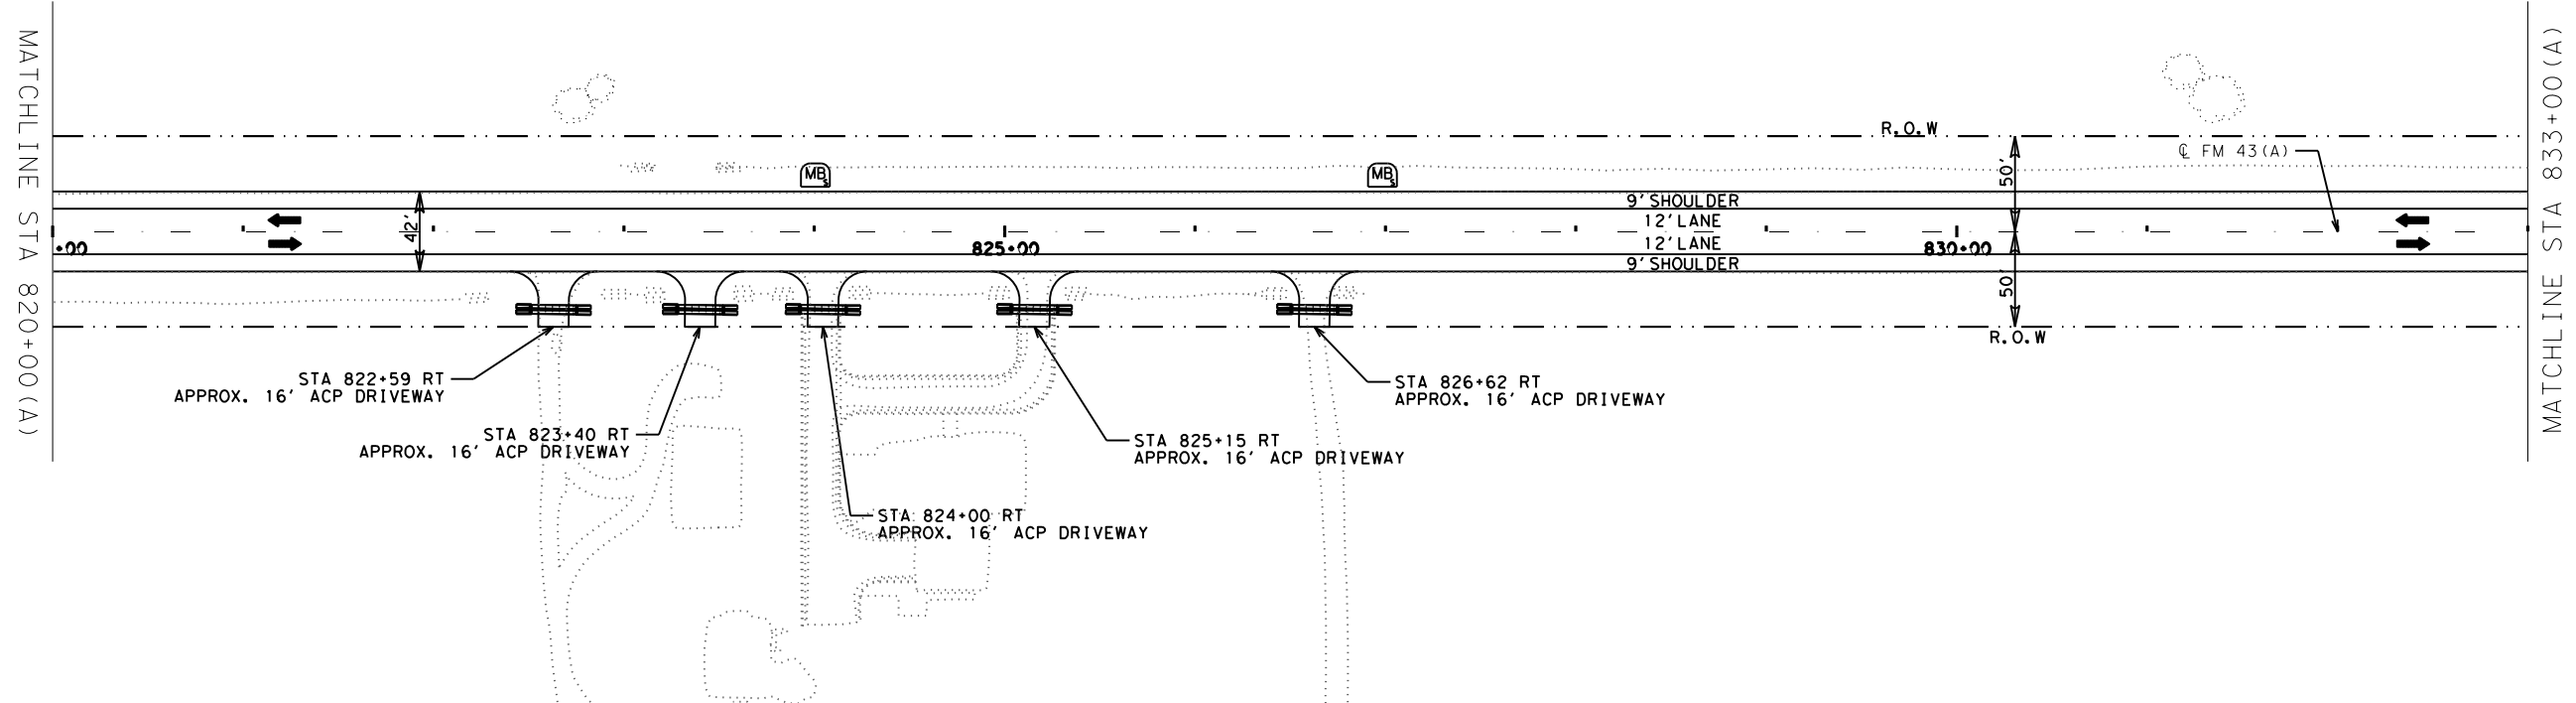 MATCHLINE STA 820+00(A)
MATCHLINE STA 833+00(A)
R.O.W
℄ FM 43(A)
50'
MBs
MBs
9' SHOULDER
12' LANE
42'
12' LANE
+00
825+00
830+00
9' SHOULDER
50'
R.O.W
STA 822+59 RT
APPROX. 16' ACP DRIVEWAY
STA 826+62 RT
APPROX. 16' ACP DRIVEWAY
STA 823+40 RT
APPROX. 16' ACP DRIVEWAY
STA 825+15 RT
APPROX. 16' ACP DRIVEWAY
STA 824+00 RT
APPROX. 16' ACP DRIVEWAY